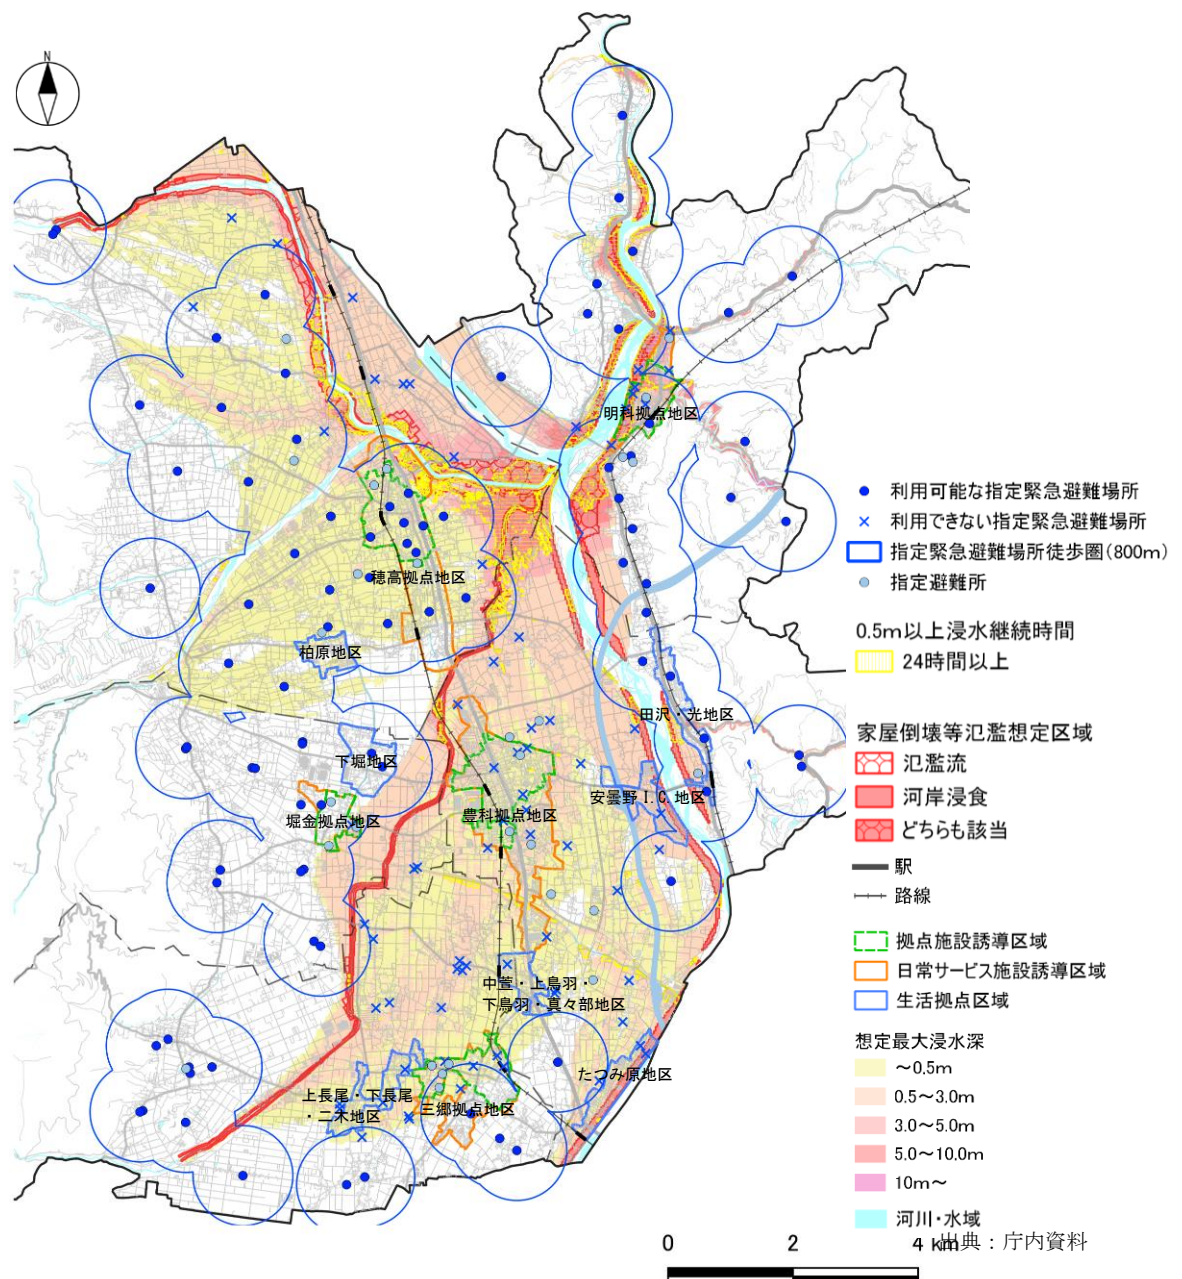 N
明科拠点地区
穂高拠点地区
柏原地区
田沢・光地区
下堀地区
安曇野I.C.地区
堀金拠点地区
豊科拠点地区
中萱・上鳥羽・
下鳥羽・真々部地区
たつみ原地区
上長尾・下長尾
・二木地区
三郷拠点地区
利用可能な指定緊急避難場所
利用できない指定緊急避難場所
指定緊急避難場所徒歩圏(800m)
指定避難所
0.5m以上浸水継続時間
24時間以上
家屋倒壊等氾濫想定区域
氾濫流
河岸浸食
どちらも該当
駅
路線
拠点施設誘導区域
日常サービス施設誘導区域
生活拠点区域
想定最大浸水深
～0.5m
0.5～3.0m
3.0～5.0m
5.0～10.0m
10m～
河川・水域
0 2 4 km
出典：庁内資料